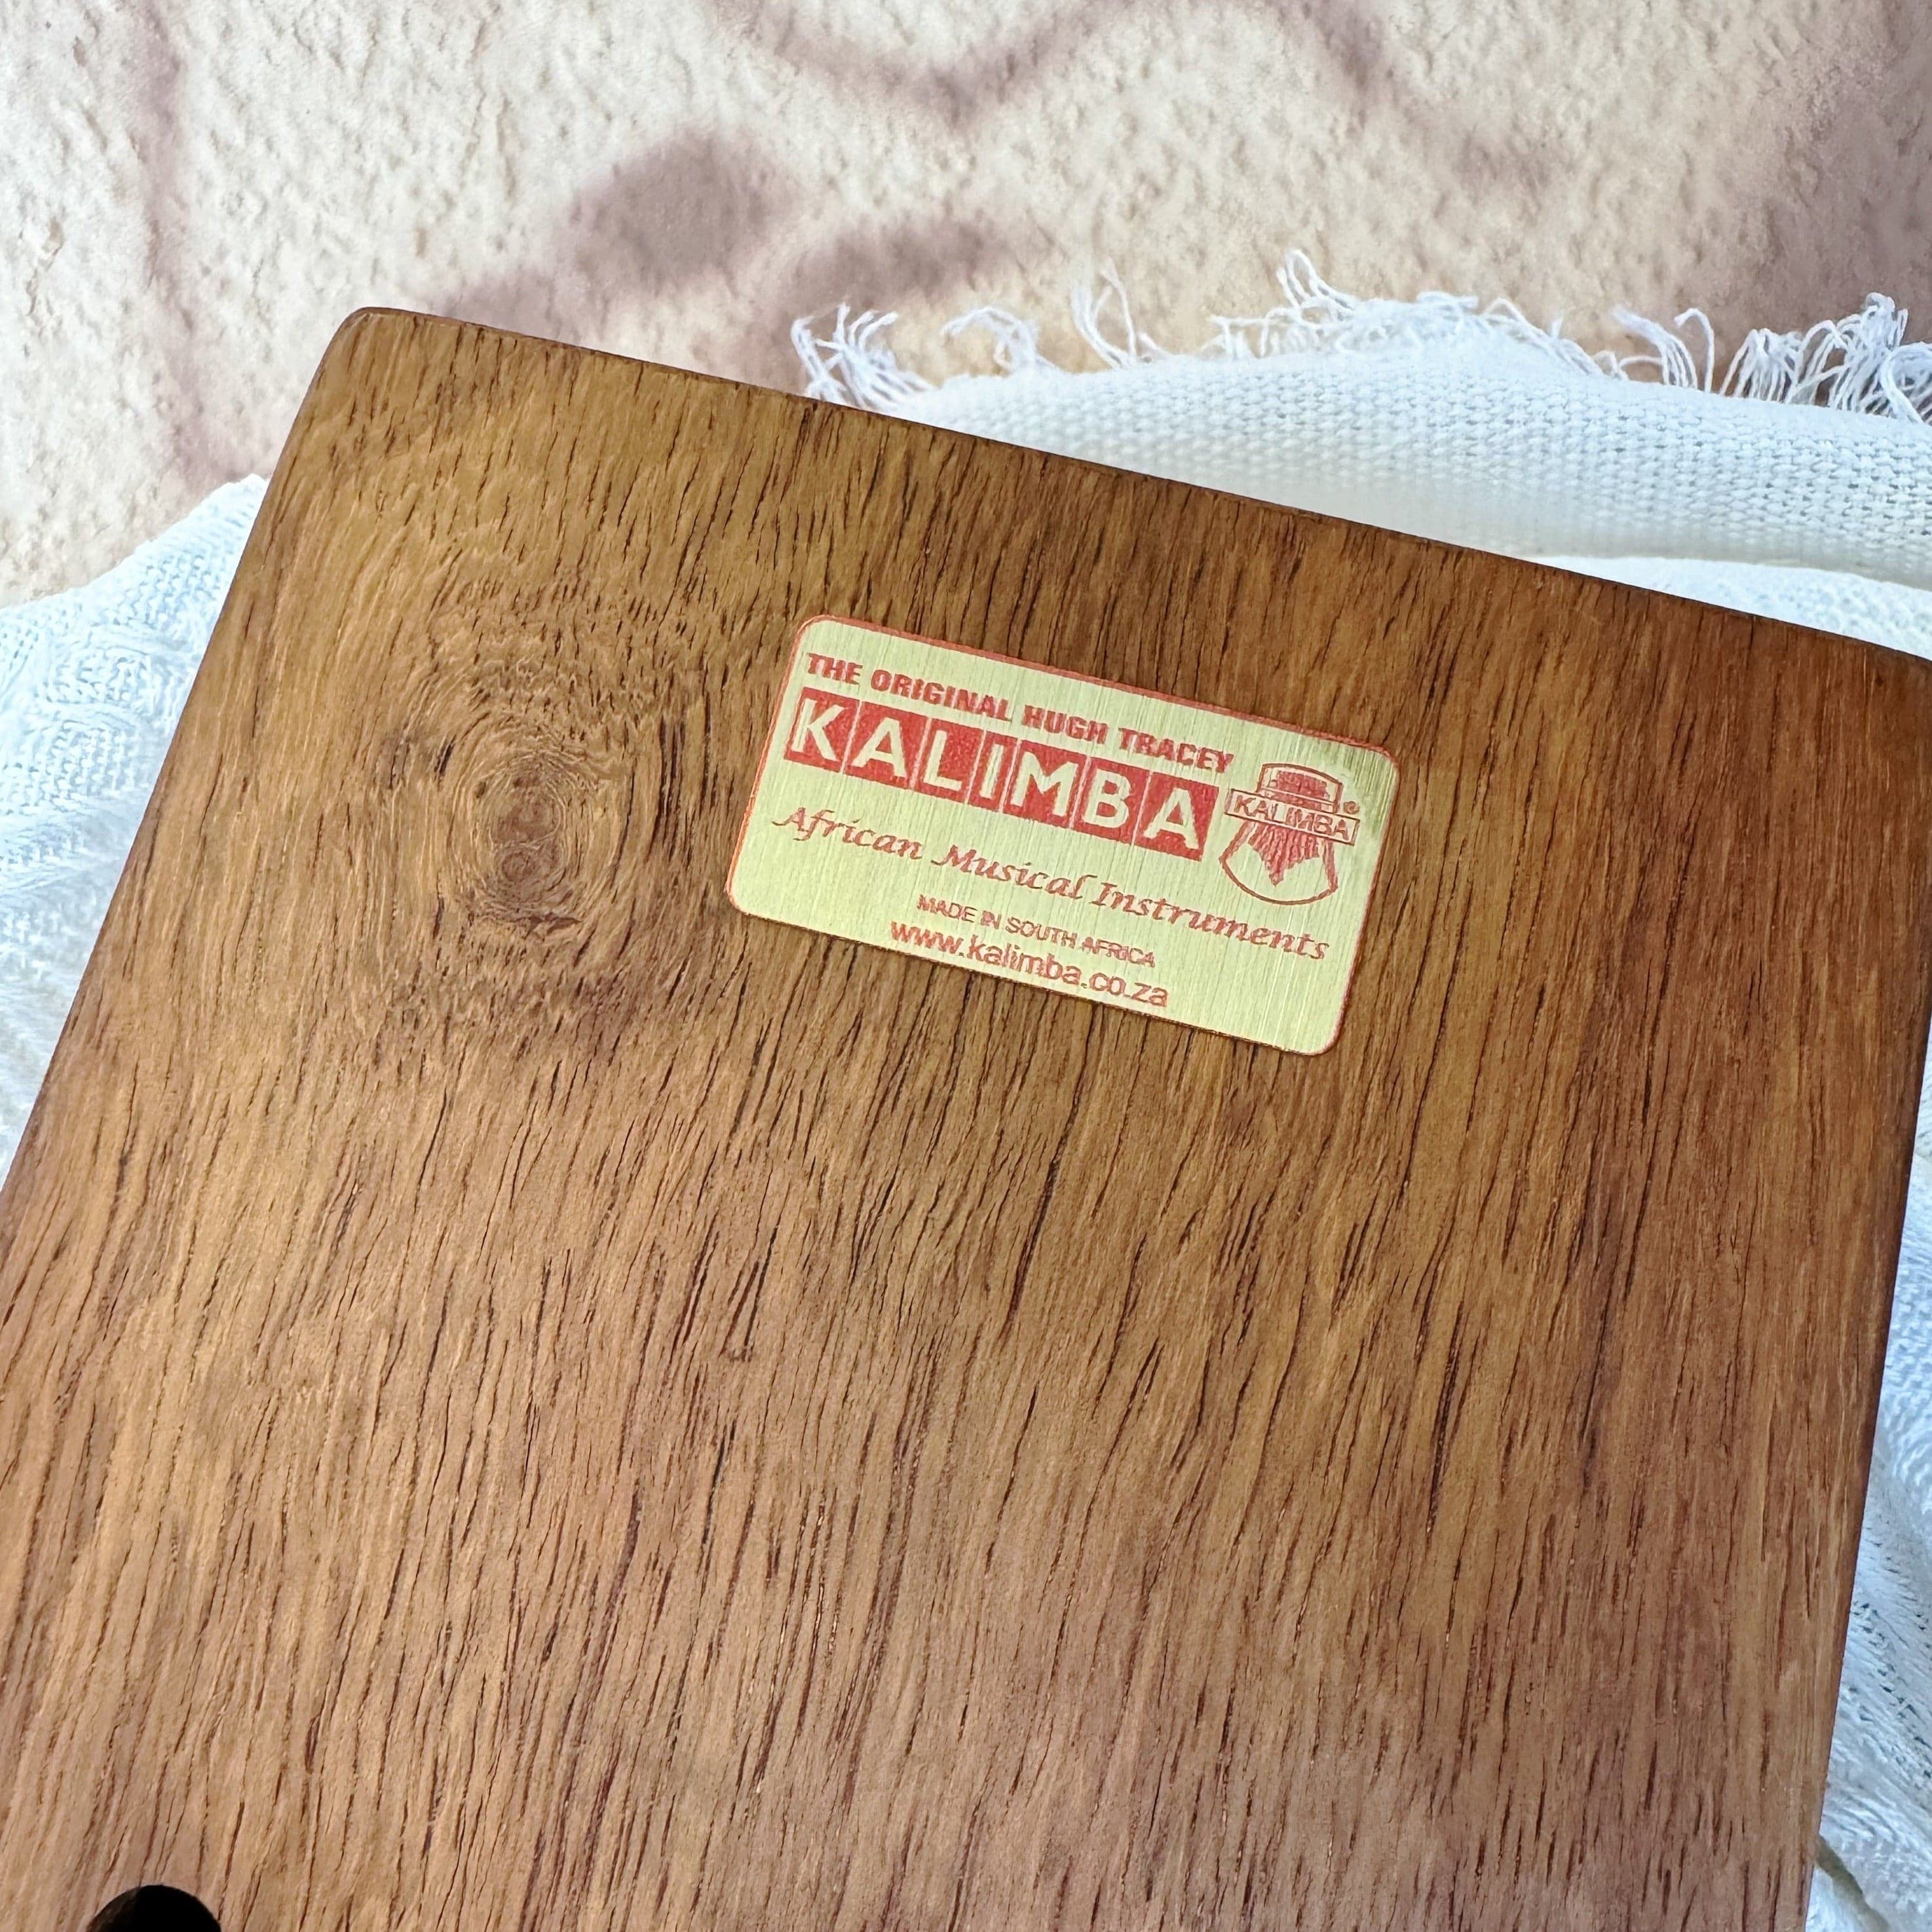 THE ORIGINAL HUGH TRACEY
KALIMBA
KALIMBA ®
African Musical Instruments
MADE IN SOUTH AFRICA
www.kalimba.co.za